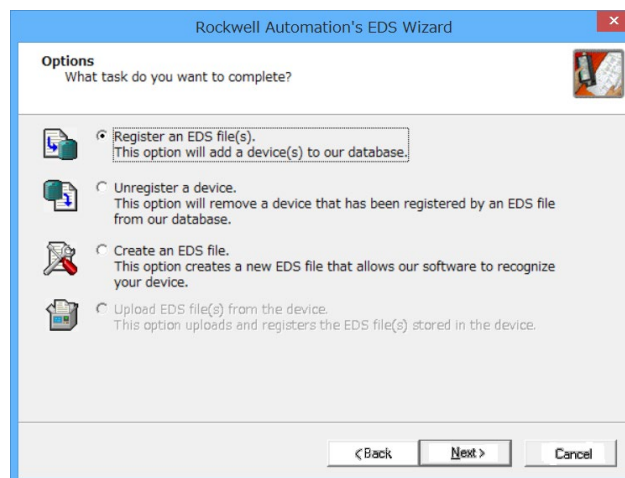 Rockwell Automation's EDS Wizard
Options
What task do you want to complete?
Register an EDS file(s).
This option will add a device(s) to our database.
Unregister a device.
This option will remove a device that has been registered by an EDS file
from our database.
Create an EDS file.
This option creates a new EDS file that allows our software to recognize
your device.
Upload EDS file(s) from the device.
This option uploads and registers the EDS file(s) stored in the device.
<Back Next > Cancel